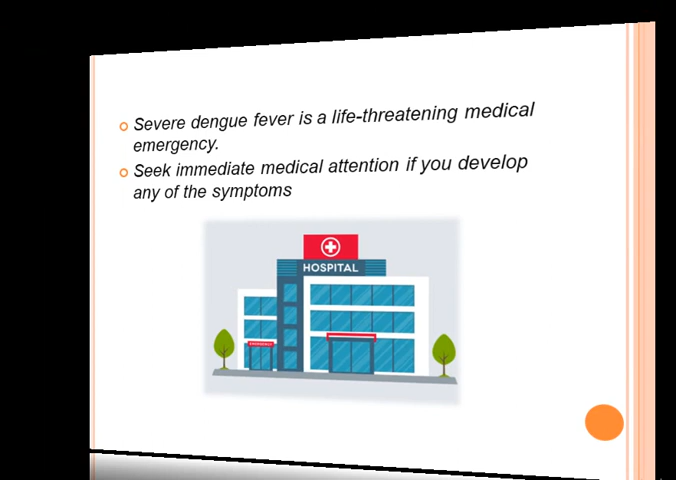 Severe dengue fever is a life-threatening medical
emergency.
Seek immediate medical attention if you develop
any of the symptoms
HOSPITAL